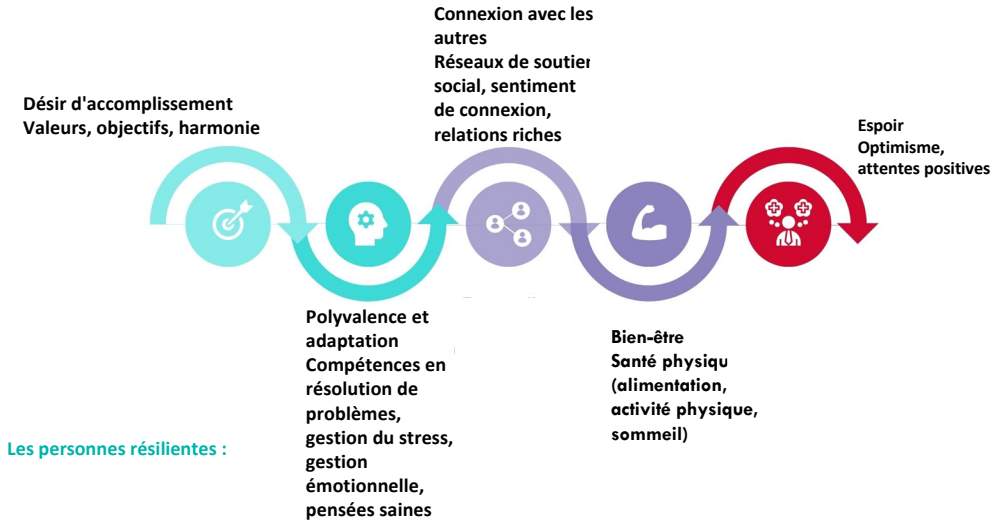 Désir d'accomplissement
Valeurs, objectifs, harmonie
Polyvalence et
adaptation
Compétences en
résolution de
problèmes,
gestion du stress,
gestion
émotionnelle,
pensées saines
Connexion avec les
autres
Réseaux de soutier
social, sentiment
de connexion,
relations riches
Bien-être
Santé physiqu
(alimentation,
activité physique,
sommeil)
Espoir
Optimisme,
attentes positives
Les personnes résilientes :